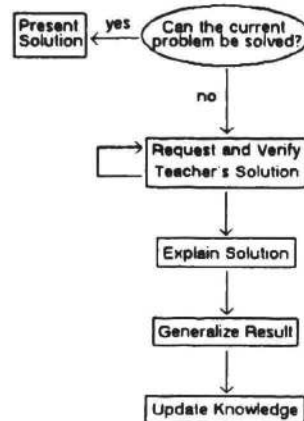 Can the current
problem be solved?
yes
Present
Solution
no
Request and Verify
Teacher's Solution
Explain Solution
Generalize Result
Update Knowledge